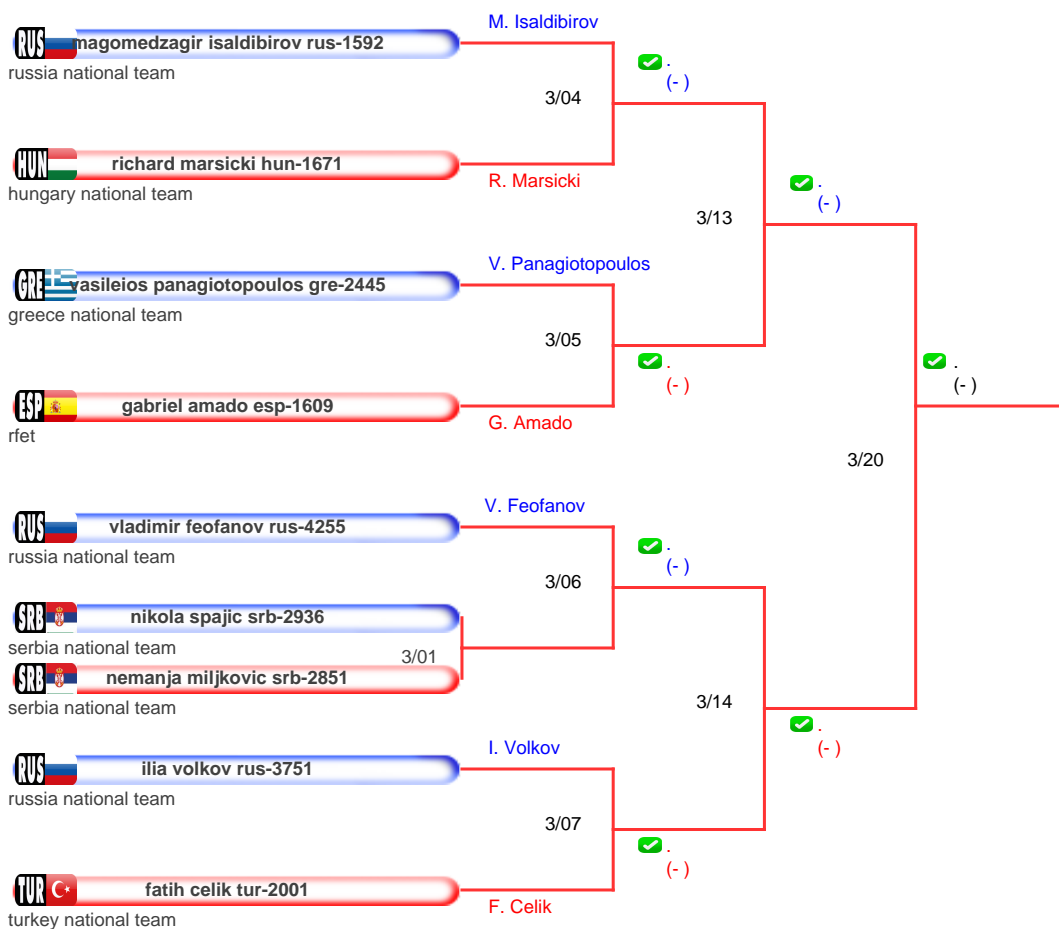 M. Isaldibirov
RUS magomedzagir isaldibirov rus-1592
russia national team
.
(- )
3/04
HUN richard marsicki hun-1671
hungary national team
R. Marsicki
.
(- )
3/13
V. Panagiotopoulos
GRE vasileios panagiotopoulos gre-2445
greece national team
3/05
.
(- )
.
(- )
ESP gabriel amado esp-1609
rfet
G. Amado
3/20
V. Feofanov
RUS vladimir feofanov rus-4255
russia national team
.
(- )
3/06
SRB nikola spajic srb-2936
serbia national team
3/01
SRB nemanja miljkovic srb-2851
serbia national team
3/14
.
(- )
I. Volkov
RUS ilia volkov rus-3751
russia national team
3/07
.
(- )
TUR fatih celik tur-2001
turkey national team
F. Celik